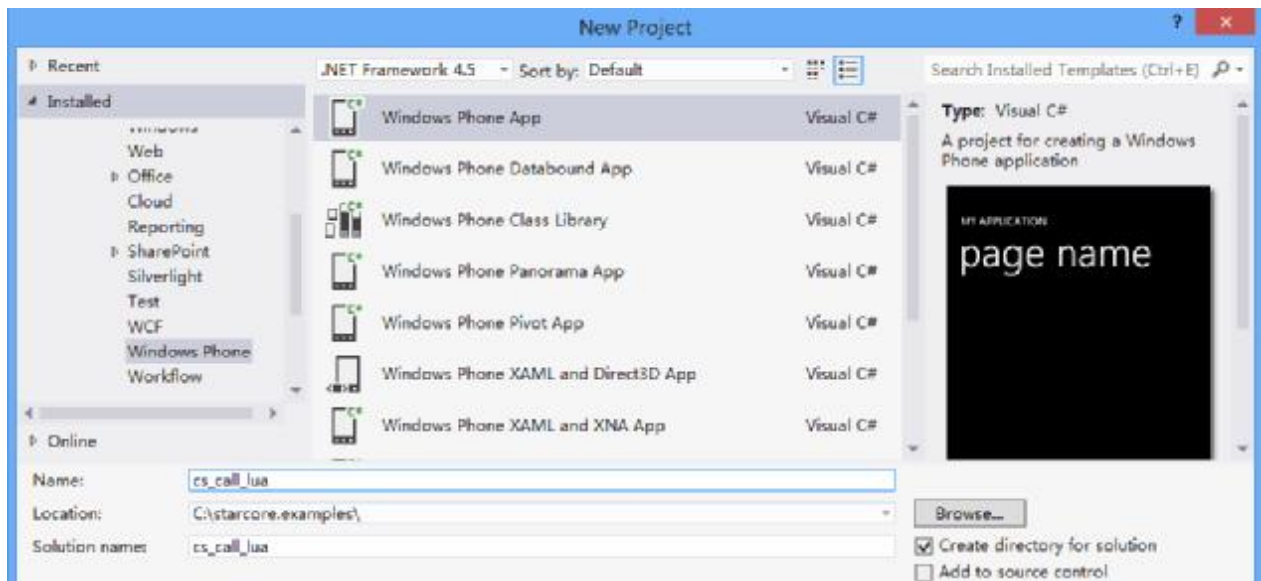 New Project
?
Recent
.NET Framework 4.5 Sort by: Default
Search Installed Templates (Ctrl+E)
Installed
Web
Office
Cloud
Reporting
SharePoint
Silverlight
Test
WCF
Windows Phone
Workflow
Online
Windows Phone App Visual C#
Windows Phone Databound App Visual C#
Windows Phone Class Library Visual C#
Windows Phone Panorama App Visual C#
Windows Phone Pivot App Visual C#
Windows Phone XAML and Direct3D App Visual C#
Windows Phone XAML and XNA App Visual C#
Type: Visual C#
A project for creating a Windows
Phone application
MY APPLICATION
page name
Name: cs_call_lua
Location: C:\starcore.examples\
Browse...
Solution name: cs_call_lua
Create directory for solution
Add to source control